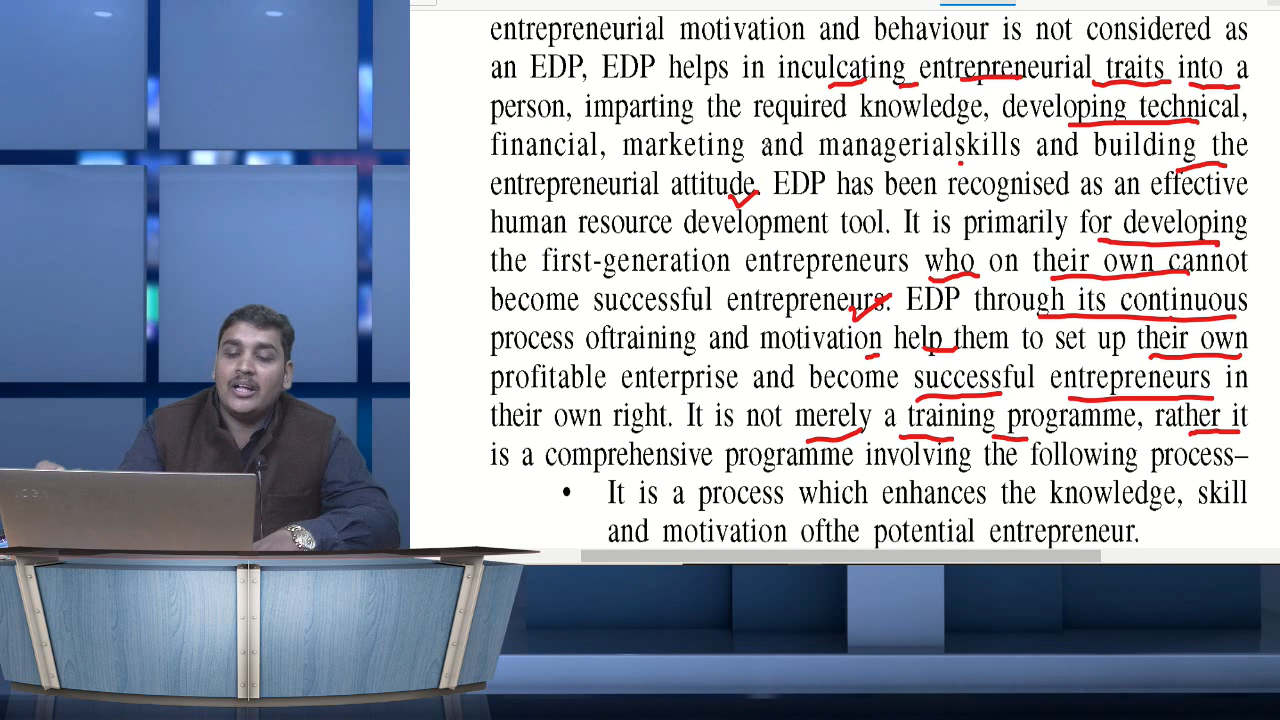 entrepreneurial motivation and behaviour is not considered as
an EDP, EDP helps in inculcating entrepreneurial traits into a
person, imparting the required knowledge, developing technical,
financial, marketing and managerialskills and building the
entrepreneurial attitude. EDP has been recognised as an effective
human resource development tool. It is primarily for developing
the first-generation entrepreneurs who on their own cannot
become successful entrepreneurs. EDP through its continuous
process oftraining and motivation help them to set up their own
profitable enterprise and become successful entrepreneurs in
their own right. It is not merely a training programme, rather it
is a comprehensive programme involving the following process–
• It is a process which enhances the knowledge, skill
and motivation ofthe potential entrepreneur.